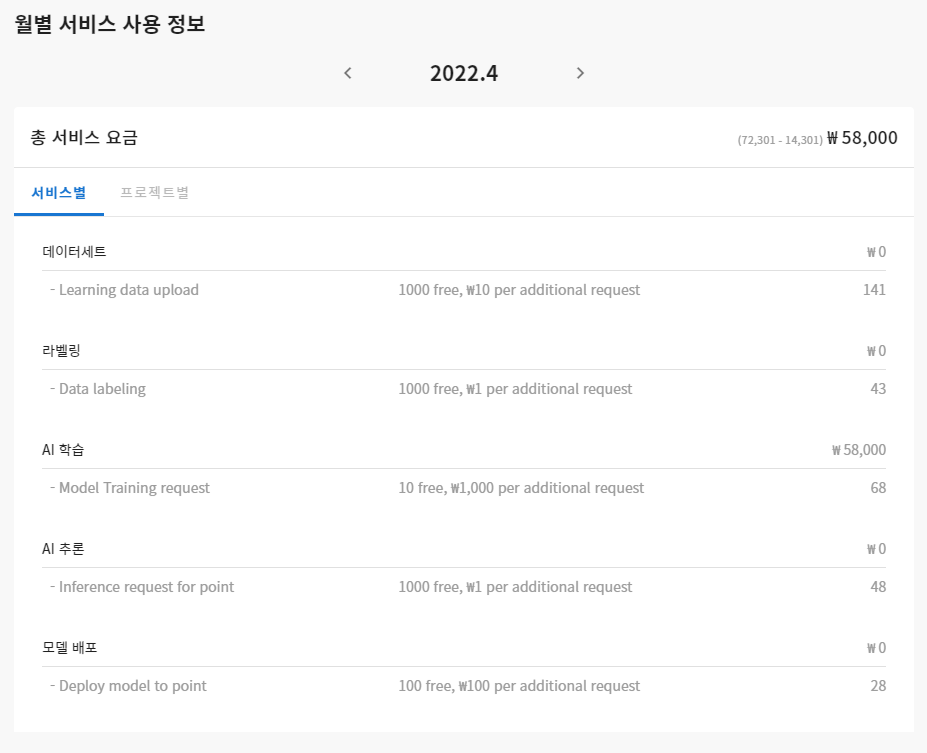 월별 서비스 사용 정보
2022.4
총 서비스 요금 (72,301 - 14,301) ₩ 58,000
서비스별 프로젝트별
데이터세트 ₩ 0
- Learning data upload 1000 free, ₩10 per additional request 141
라벨링 ₩ 0
- Data labeling 1000 free, ₩1 per additional request 43
AI 학습 ₩ 58,000
- Model Training request 10 free, ₩1,000 per additional request 68
AI 추론 ₩ 0
- Inference request for point 1000 free, ₩1 per additional request 48
모델 배포 ₩ 0
- Deploy model to point 100 free, ₩100 per additional request 28